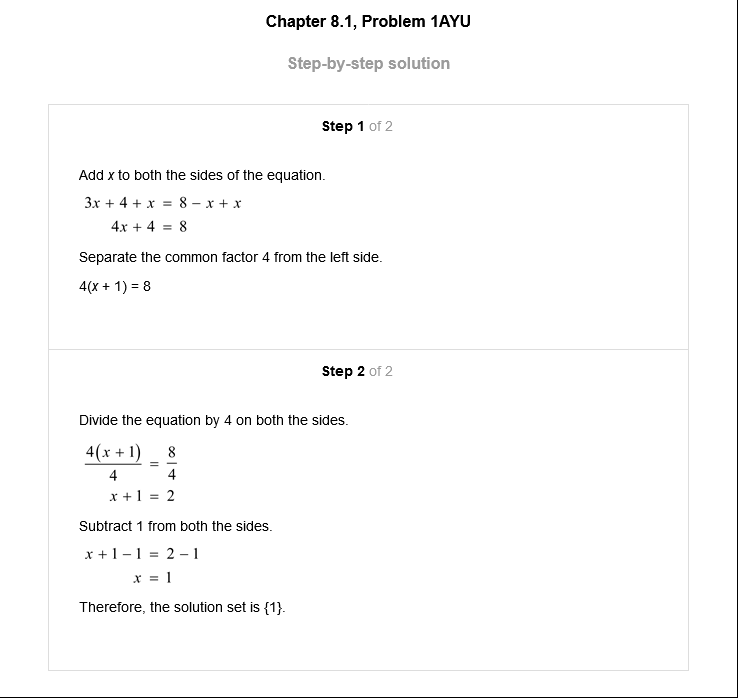 Chapter 8.1, Problem 1AYU
Step-by-step solution
Step 1 of 2
Add x to both the sides of the equation.
3x + 4 + x = 8 − x + x
4x + 4 = 8
Separate the common factor 4 from the left side.
4(x + 1) = 8
Step 2 of 2
Divide the equation by 4 on both the sides.
4(x + 1)/4 = 8/4
x + 1 = 2
Subtract 1 from both the sides.
x + 1 − 1 = 2 − 1
x = 1
Therefore, the solution set is {1}.